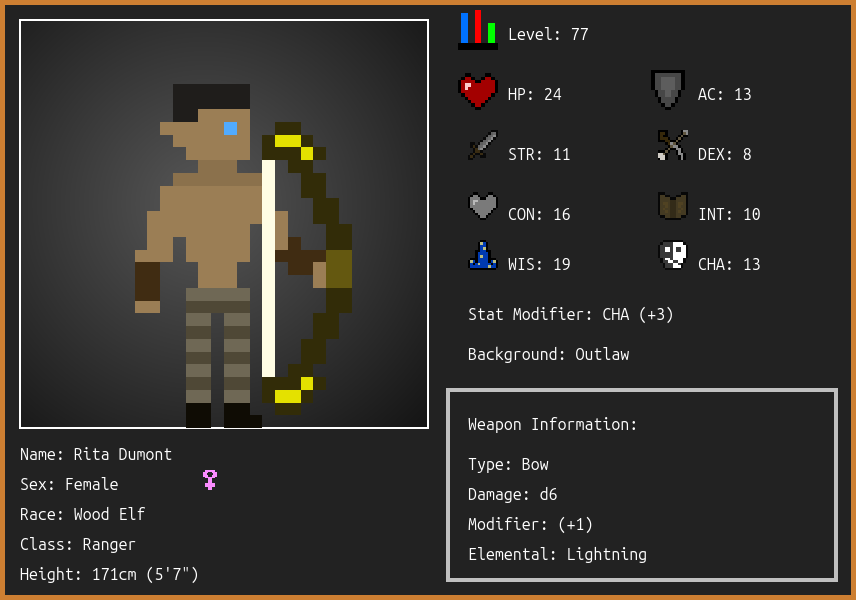 Level: 77
HP: 24
AC: 13
STR: 11
DEX: 8
CON: 16
INT: 10
WIS: 19
CHA: 13
Stat Modifier: CHA (+3)
Background: Outlaw
Weapon Information:
Type: Bow
Damage: d6
Modifier: (+1)
Elemental: Lightning
Name: Rita Dumont
Sex: Female
Race: Wood Elf
Class: Ranger
Height: 171cm (5'7")